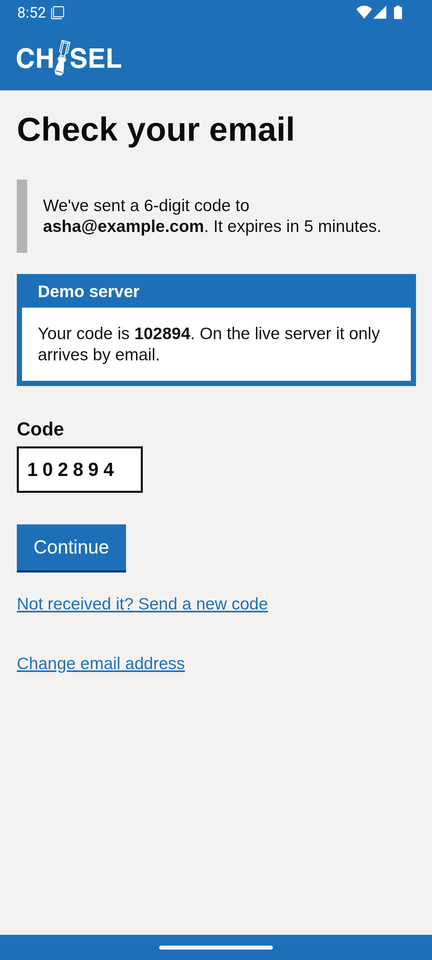 8:52
CHISEL
Check your email
We've sent a 6-digit code to
asha@example.com. It expires in 5 minutes.
Demo server
Your code is 102894. On the live server it only
arrives by email.
Code
102894
Continue
Not received it? Send a new code
Change email address